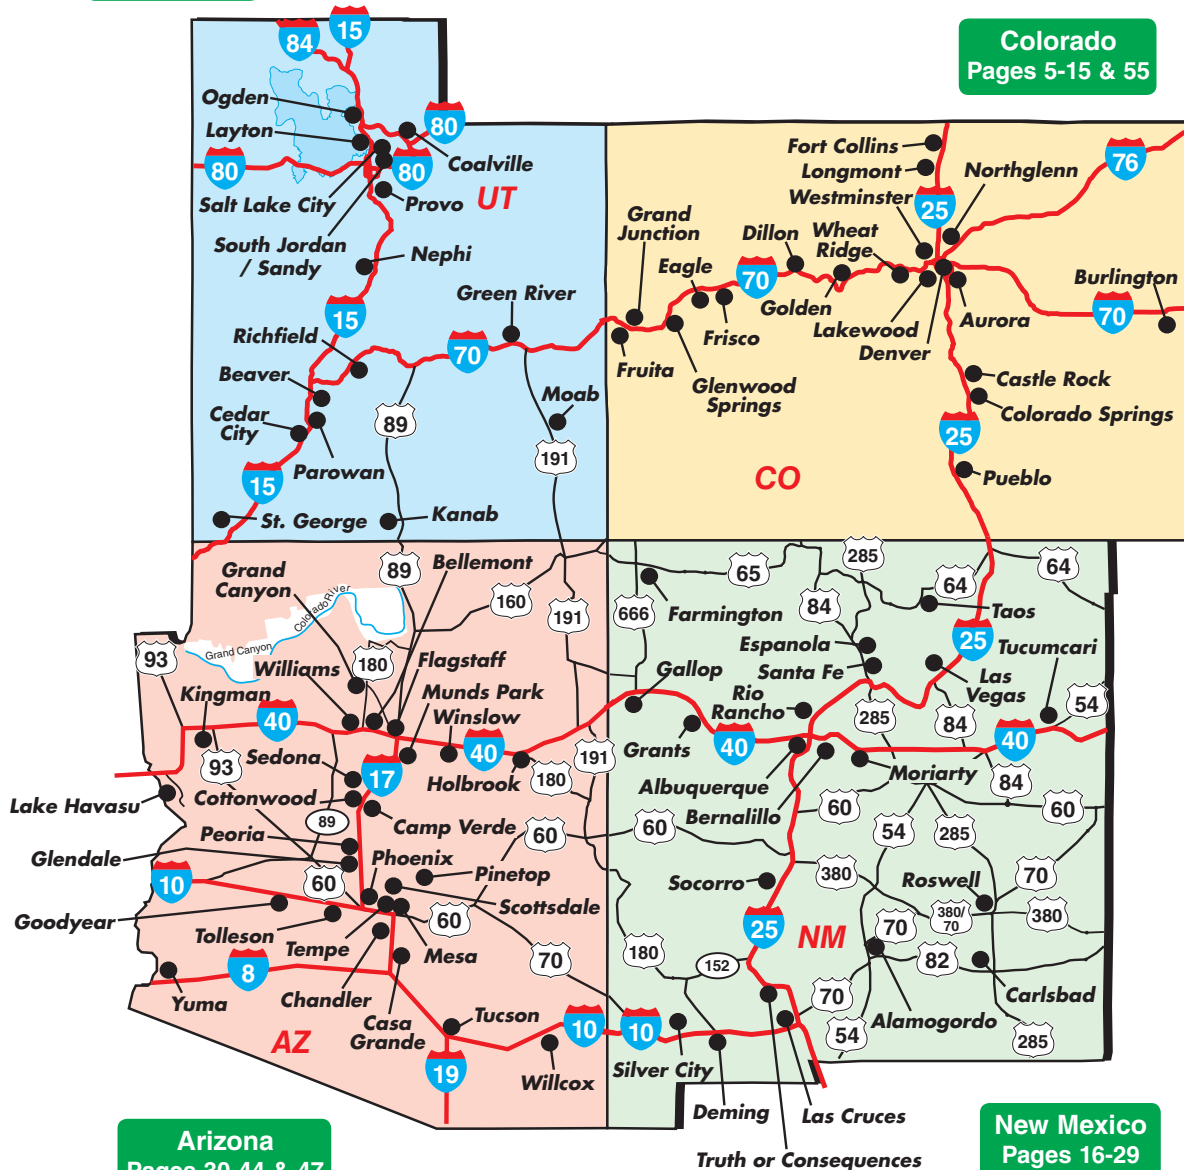 84
15
Colorado
Pages 5-15 & 55
Ogden
Layton
80
Coalville
80
80
Salt Lake City
Provo
UT
South Jordan
/ Sandy
Nephi
15
Green River
Richfield
70
Beaver
89
Moab
Cedar
City
191
Parowan
15
St. George
Kanab
Fort Collins
Longmont
Northglenn
76
Westminster
25
Grand
Junction
Dillon
Wheat
Ridge
Eagle
70
Burlington
Golden
70
Frisco
Lakewood
Aurora
Denver
Fruita
Glenwood
Springs
Castle Rock
Colorado Springs
25
CO
Pueblo
Grand
Canyon
89
Bellemont
160
191
Colorado River
Grand Canyon
93
180
Williams
Flagstaff
Kingman
Munds Park
40
Winslow
40
93
Sedona
17
Holbrook
180
191
Lake Havasu
Cottonwood
89
Camp Verde
60
Peoria
Glendale
Phoenix
10
60
Pinetop
Goodyear
Scottsdale
60
Tolleson
Tempe
Mesa
70
8
Yuma
Chandler
Casa
Grande
Tucson
10
AZ
19
Willcox
65
285
64
64
666
Farmington
84
Taos
Espanola
25
Tucumcari
Gallop
Santa Fe
Las
Vegas
Rio
Rancho
54
285
84
Grants
40
40
Moriarty
84
Albuquerque
Bernalillo
60
60
60
54
285
380
70
Socorro
Roswell
25
NM
70
380/
70
380
180
152
82
70
Carlsbad
Alamogordo
54
285
10
Silver City
Deming
Las Cruces
Truth or Consequences
Arizona
Pages 30-44 & 47
New Mexico
Pages 16-29